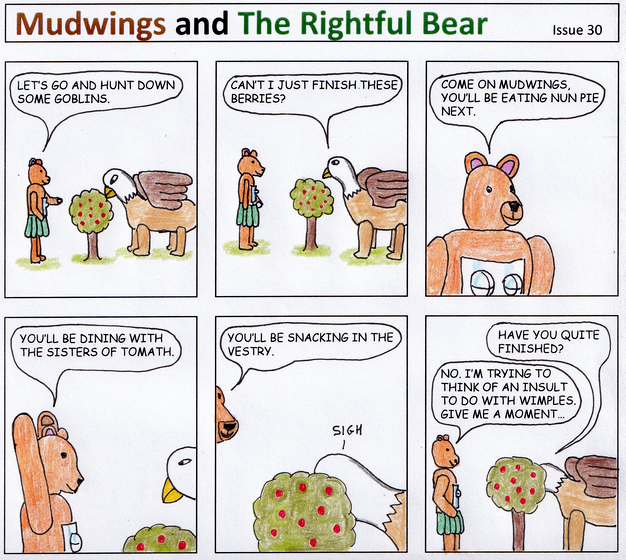 Mudwings and The Rightful Bear
Issue 30
LET'S GO AND HUNT DOWN
SOME GOBLINS.
CAN'T I JUST FINISH THESE
BERRIES?
COME ON MUDWINGS,
YOU'LL BE EATING NUN PIE
NEXT.
YOU'LL BE DINING WITH
THE SISTERS OF TOMATH.
YOU'LL BE SNACKING IN THE
VESTRY.
SIGH
HAVE YOU QUITE
FINISHED?
NO. I'M TRYING TO
THINK OF AN INSULT
TO DO WITH WIMPLES.
GIVE ME A MOMENT...